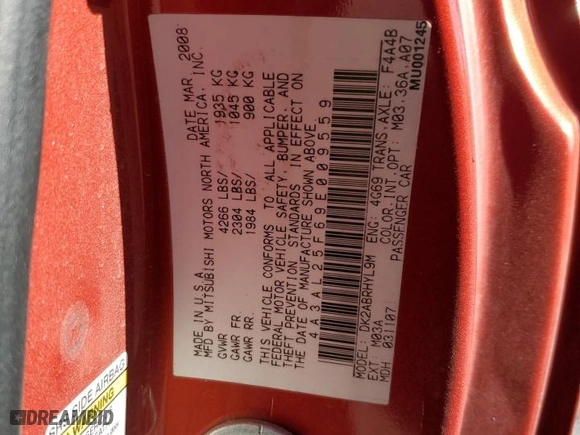 MADE IN U.S.A. DATE MAR 2008
MFD BY MITSUBISHI MOTORS NORTH AMERICA, INC.
GVWR 4266 LBS/ 1935 KG
GAWR FR 2304 LBS/ 1045 KG
GAWR RR. 1984 LBS/ 900 KG
THIS VEHICLE CONFORMS TO ALL APPLICABLE
FEDERAL MOTOR VEHICLE SAFETY, BUMPER, AND
THEFT PREVENTION STANDARDS IN EFFECT ON
THE DATE OF MANUFACTURE SHOWN ABOVE.
4A3AL25F69E009559
MODEL: DK2ABRHYL9M ENG: 4G69 TRANS AXLE: F4A4B
EXT: M03A COLOR INT OPT: M03.36A.A07
MDH 031107 PASSENGER CAR MU001245
SIDE AIRBAG
WARNING
DREAMBID